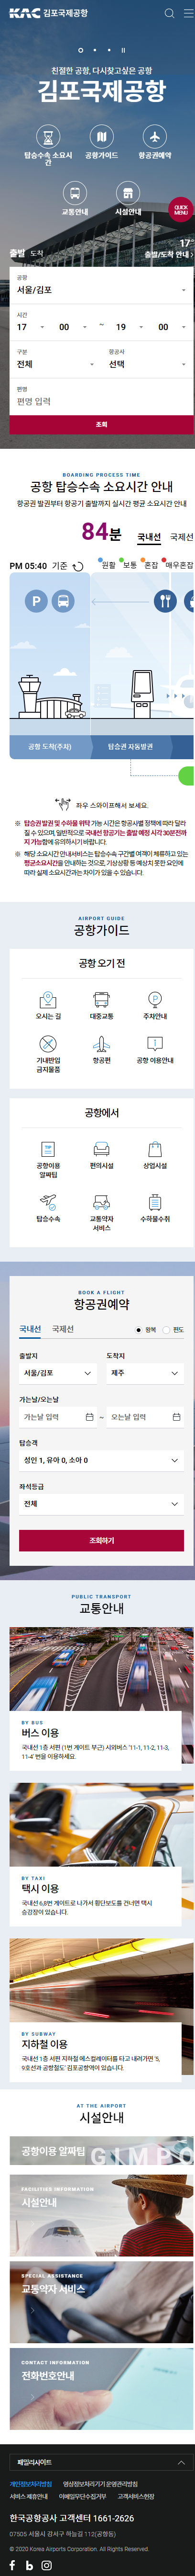 KAC 김포국제공항
친절한 공항, 다시찾고싶은 공항
김포국제공항
탑승수속 소요시간
공항가이드
항공권예약
교통안내
시설안내
QUICK MENU
출발 도착
17
출발/도착 안내
공항
서울/김포
시간
17 00 ~ 19 00
구분
전체
항공사
선택
편명
편명 입력
조회
BOARDING PROCESS TIME
공항 탑승수속 소요시간 안내
항공권 발권부터 항공기 출발까지 실시간 평균 소요시간 안내
84분
국내선 국제선
PM 05:40 기준
원활 보통 혼잡 매우혼잡
P
공항 도착(주차)
탑승권 자동발권
좌우 스와이프해서 보세요.
※ 탑승권 발권 및 수하물 위탁 가능 시간은 항공사별 정책에 따라 달라질 수 있으며, 일반적으로 국내선 항공기는 출발 예정 시각 30분전까지 가능함에 유의하시기 바랍니다.
※ 해당 소요시간 안내 서비스는 탑승수속 구간별 여객이 체류하고 있는 평균소요시간을 안내하는 것으로, 기상상황 등 예상치 못한 요인에 따라 실제 소요시간과는 차이가 있을 수 있습니다.
AIRPORT GUIDE
공항가이드
공항 오기 전
오시는 길
대중교통
주차안내
기내반입 금지물품
항공편
공항 이용안내
공항에서
공항이용 알짜팁
편의시설
상업시설
탑승수속
교통약자 서비스
수하물수취
BOOK A FLIGHT
항공권예약
국내선 국제선 왕복 편도
출발지
서울/김포
도착지
제주
가는날/오는날
가는날 입력 ~ 오는날 입력
탑승객
성인 1, 유아 0, 소아 0
좌석등급
전체
조회하기
PUBLIC TRANSPORT
교통안내
BY BUS
버스 이용
국내선 1층 서편 (1번 게이트 부근) 시외버스 '11-1, 11-2, 11-3, 11-4' 번을 이용하세요.
BY TAXI
택시 이용
국내선 6,8번 게이트로 나가서 횡단보도를 건너면 택시 승강장이 있습니다.
BY SUBWAY
지하철 이용
국내선 1층 서편 지하철 에스컬레이터를 타고 내려가면 '5, 9호선과 공항철도' 김포공항역이 있습니다.
AT THE AIRPORT
시설안내
공항이용 알짜팁
GIMPO
FACILITIES INFORMATION
시설안내
SPECIAL ASSISTANCE
교통약자 서비스
CONTACT INFORMATION
전화번호안내
패밀리사이트
개인정보처리방침 영상정보처리기기 운영관리방침
서비스 제휴안내 이메일무단수집거부 고객서비스헌장
한국공항공사 고객센터 1661-2626
07505 서울시 강서구 하늘길 112(공항동)
© 2020 Korea Airports Corporation. All Rights Reserved.